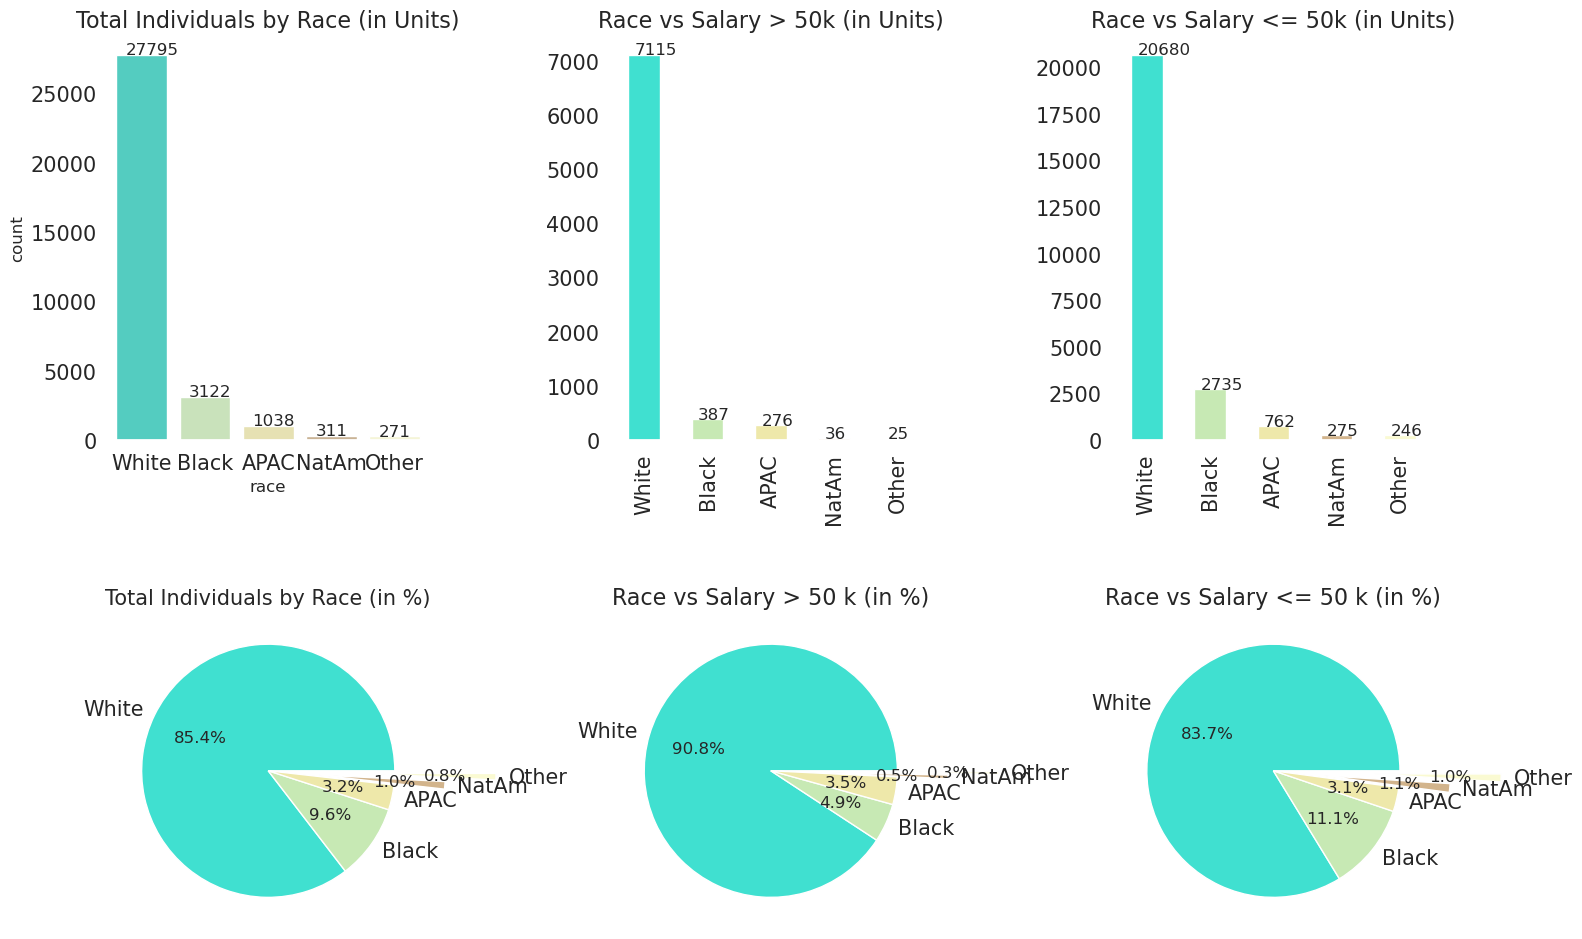 Total Individuals by Race (in Units)
27795
25000
20000
15000
10000
5000
0
count
3122
1038
311
271
White Black APAC NatAm Other
race
Race vs Salary > 50k (in Units)
7115
7000
6000
5000
4000
3000
2000
1000
0
387
276
36
25
White
Black
APAC
NatAm
Other
Race vs Salary <= 50k (in Units)
20680
20000
17500
15000
12500
10000
7500
5000
2500
0
2735
762
275
246
White
Black
APAC
NatAm
Other
Total Individuals by Race (in %)
White
85.4%
Black
9.6%
APAC
3.2%
NatAm
1.0%
Other
0.8%
Race vs Salary > 50 k (in %)
White
90.8%
Black
4.9%
APAC
3.5%
NatAm
0.5%
Other
0.3%
Race vs Salary <= 50 k (in %)
White
83.7%
Black
11.1%
APAC
3.1%
NatAm
1.1%
Other
1.0%